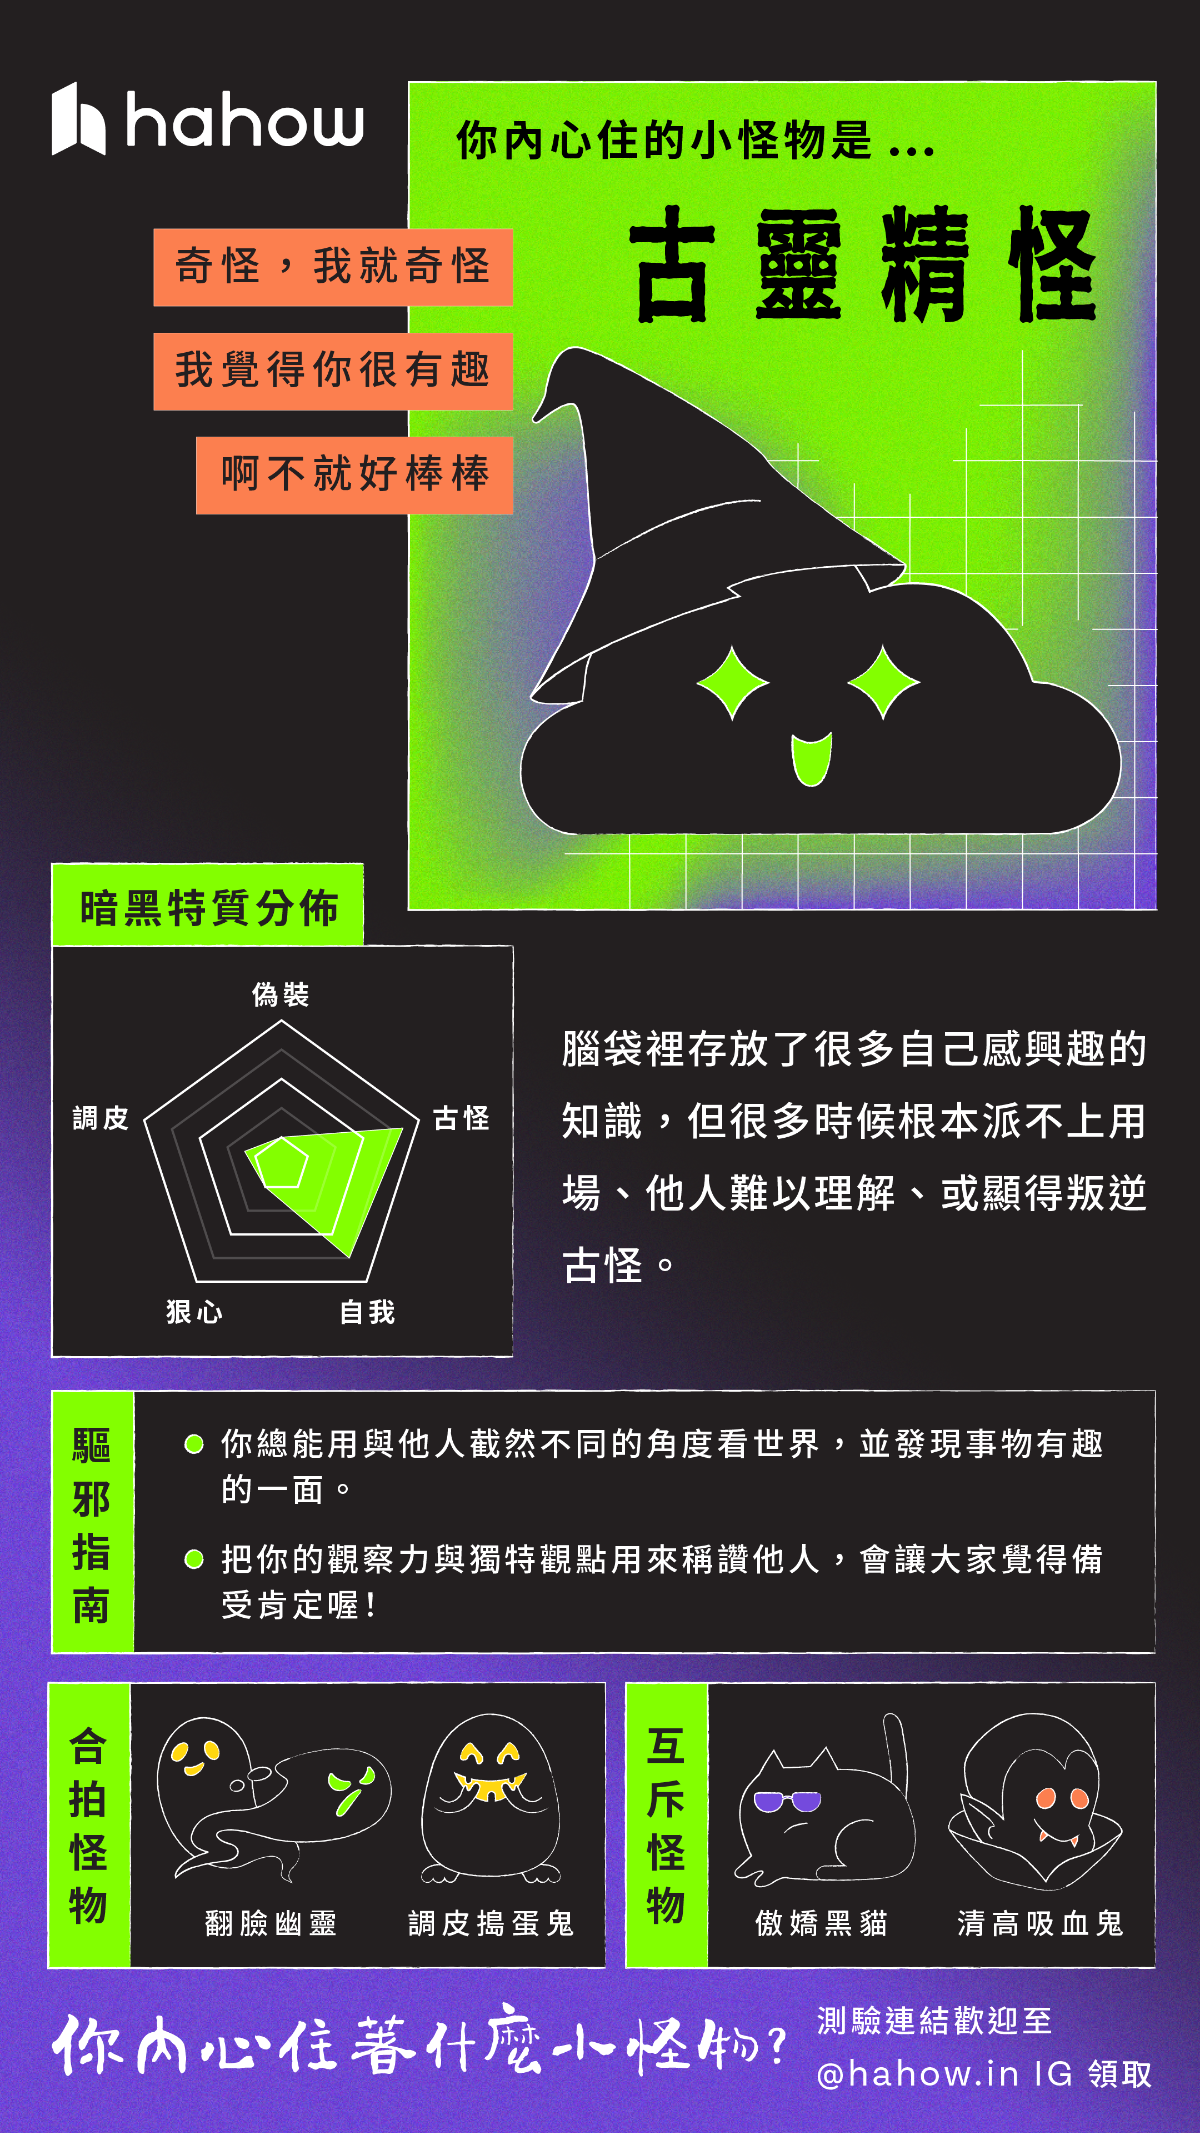 hahow
你內心住的小怪物是 ...
古靈精怪
奇怪，我就奇怪
我覺得你很有趣
啊不就好棒棒
暗黑特質分佈
偽裝
調皮
古怪
狠心
自我
腦袋裡存放了很多自己感興趣的
知識，但很多時候根本派不上用
場、他人難以理解、或顯得叛逆
古怪。
驅邪指南
你總能用與他人截然不同的角度看世界，並發現事物有趣
的一面。
把你的觀察力與獨特觀點用來稱讚他人，會讓大家覺得備
受肯定喔！
合拍怪物
翻臉幽靈
調皮搗蛋鬼
互斥怪物
傲嬌黑貓
清高吸血鬼
你內心住著什麼小怪物？
測驗連結歡迎至
@hahow.in IG 領取